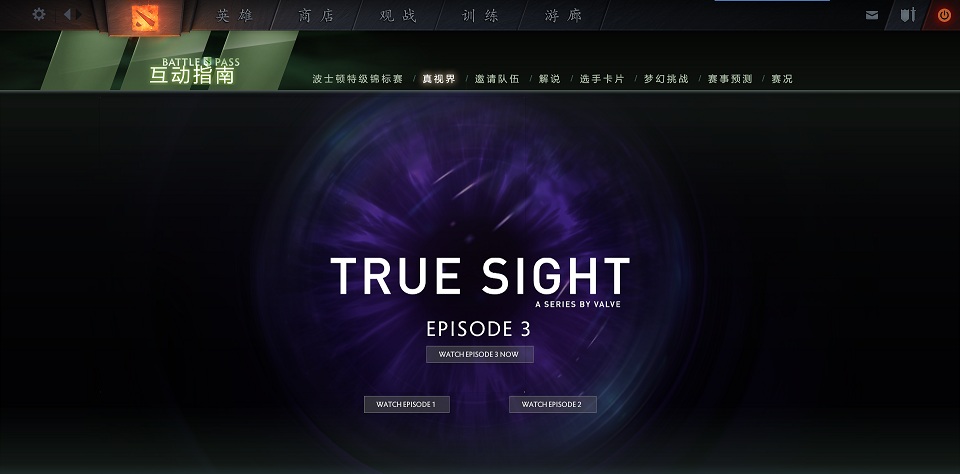 英雄 商店 观战 训练 游廊
BATTLE PASS
互动指南
波士顿特级锦标赛 / 真视界 / 邀请队伍 / 解说 / 选手卡片 / 梦幻挑战 / 赛事预测 / 赛况
TRUE SIGHT
A SERIES BY VALVE
EPISODE 3
WATCH EPISODE 3 NOW
WATCH EPISODE 1 WATCH EPISODE 2